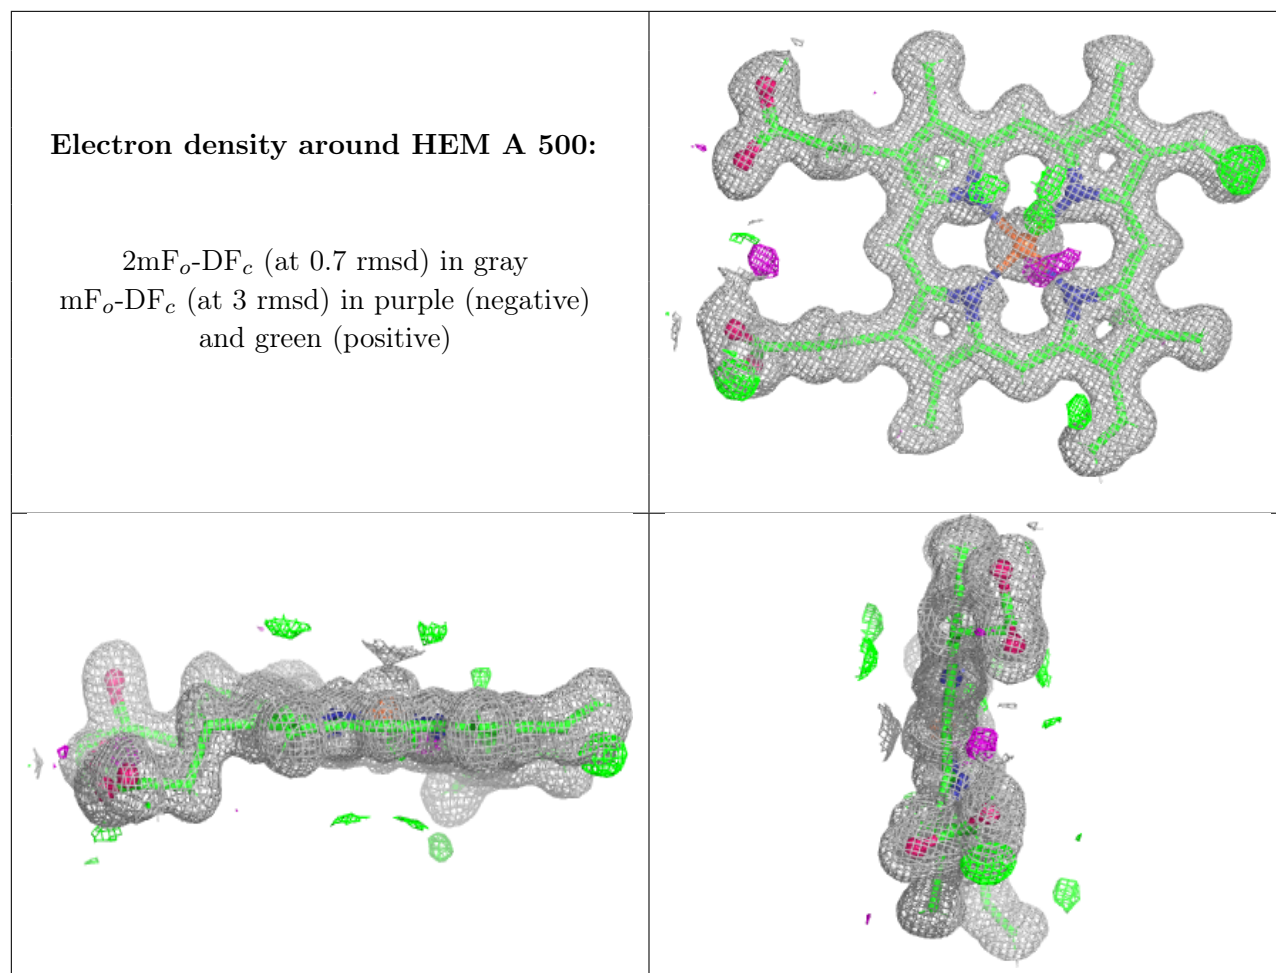 Electron density around HEM A 500:
2mFo-DFc (at 0.7 rmsd) in gray
mFo-DFc (at 3 rmsd) in purple (negative)
and green (positive)